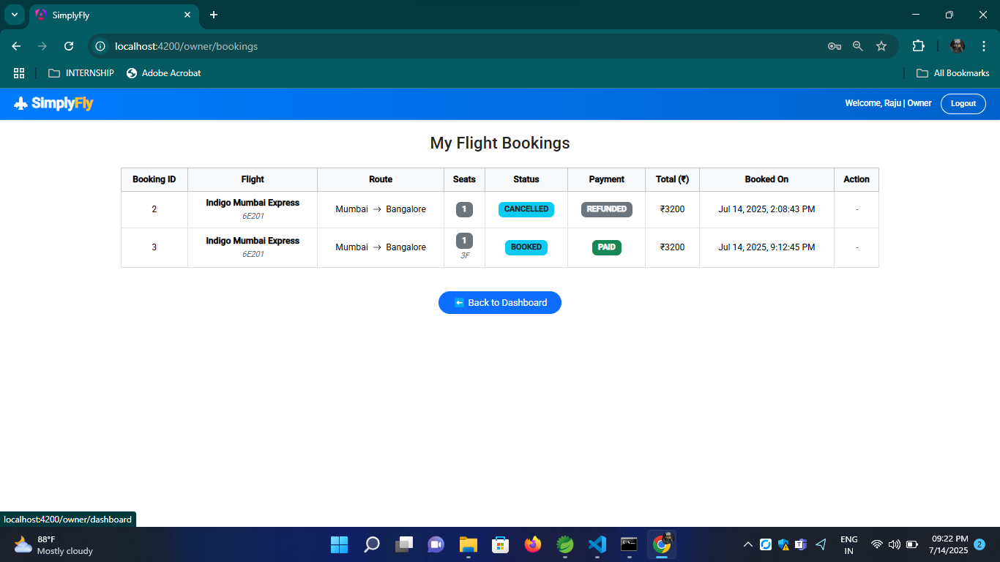 SimplyFly
localhost:4200/owner/bookings
INTERNSHIP Adobe Acrobat All Bookmarks
SimplyFly Welcome, Raju | Owner Logout
My Flight Bookings
Booking ID Flight Route Seats Status Payment Total (₹) Booked On Action
2 Indigo Mumbai Express 6E201 Mumbai → Bangalore 1 CANCELLED REFUNDED ₹3200 Jul 14, 2025, 2:08:43 PM -
3 Indigo Mumbai Express 6E201 Mumbai → Bangalore 1 3F BOOKED PAID ₹3200 Jul 14, 2025, 9:12:45 PM -
Back to Dashboard
localhost:4200/owner/dashboard
88°F
Mostly cloudy
ENG
IN
09:22 PM
7/14/2025
2